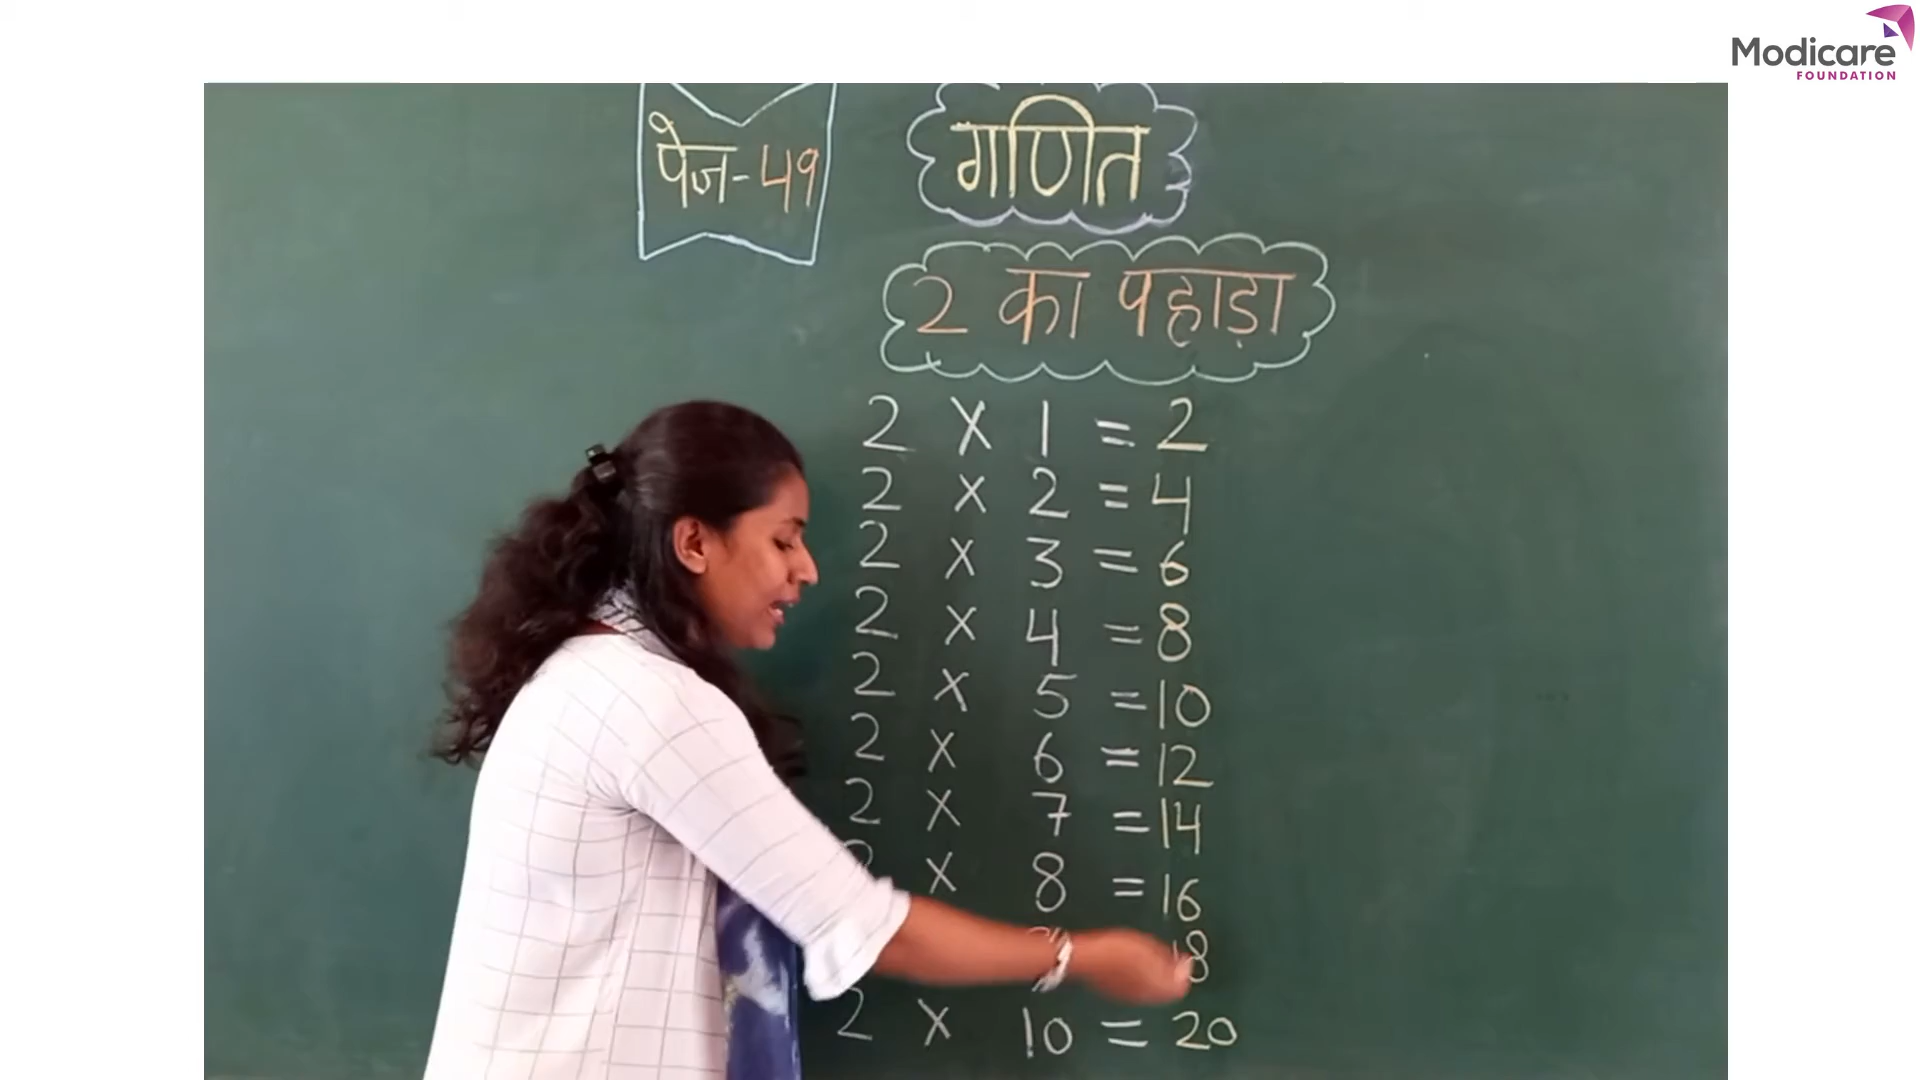 Modicare
FOUNDATION
पेज-49
गणित
2 का पहाड़ा
2 X 1 = 2
2 X 2 = 4
2 X 3 = 6
2 X 4 = 8
2 X 5 = 10
2 X 6 = 12
2 X 7 = 14
X 8 = 16
18
2 X 10 = 20